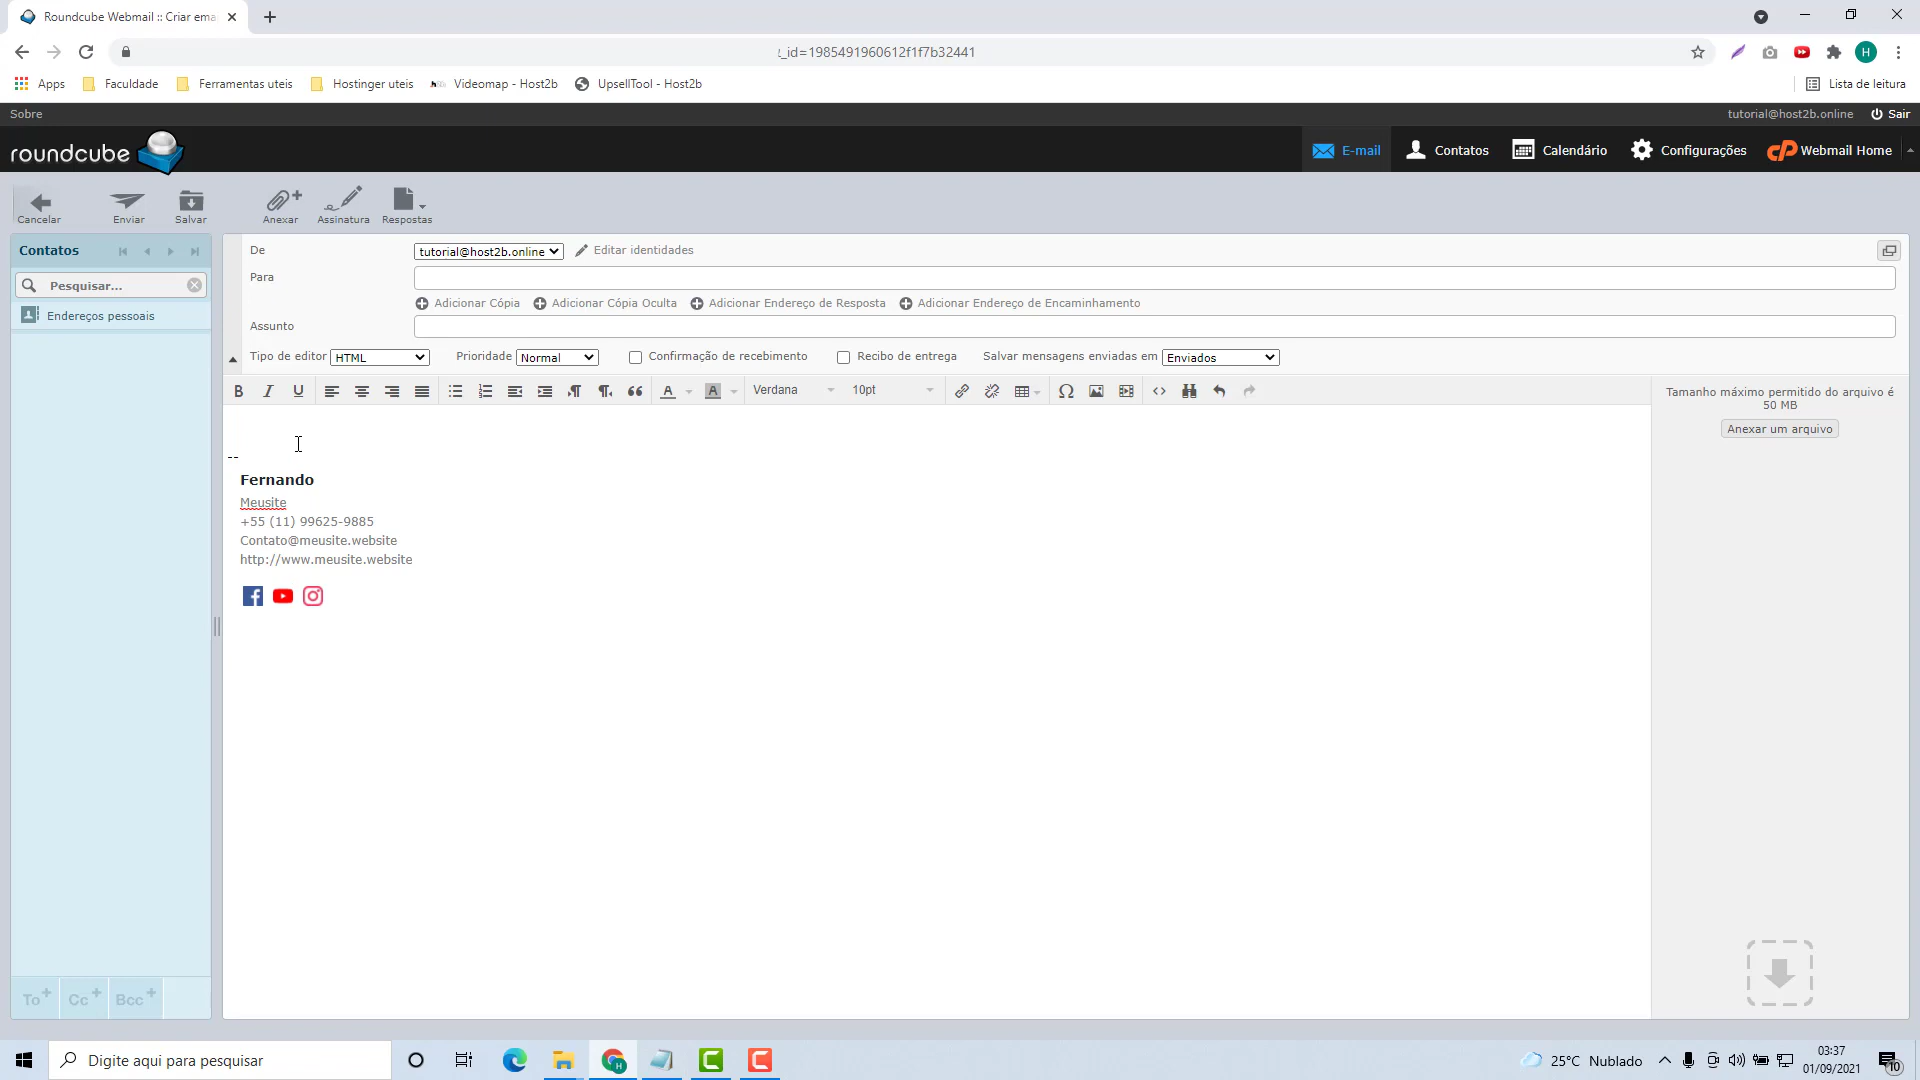 Roundcube Webmail :: Criar ema
:_id=1985491960612f1f7b32441
Apps Faculdade Ferramentas uteis Hostinger uteis Videomap - Host2b UpsellTool - Host2b Lista de leitura
Sobre tutorial@host2b.online Sair
roundcube E-mail Contatos Calendário Configurações cP Webmail Home
Cancelar Enviar Salvar Anexar Assinatura Respostas
Contatos
Pesquisar...
Endereços pessoais
De tutorial@host2b.online Editar identidades
Para
Adicionar Cópia Adicionar Cópia Oculta Adicionar Endereço de Resposta Adicionar Endereço de Encaminhamento
Assunto
Tipo de editor HTML Prioridade Normal Confirmação de recebimento Recibo de entrega Salvar mensagens enviadas em Enviados
B I U A A Verdana 10pt
Tamanho máximo permitido do arquivo é
50 MB
Anexar um arquivo
--
Fernando
Meusite
+55 (11) 99625-9885
Contato@meusite.website
http://www.meusite.website
To+ Cc+ Bcc+
Digite aqui para pesquisar
25°C Nublado
03:37
01/09/2021
10
H